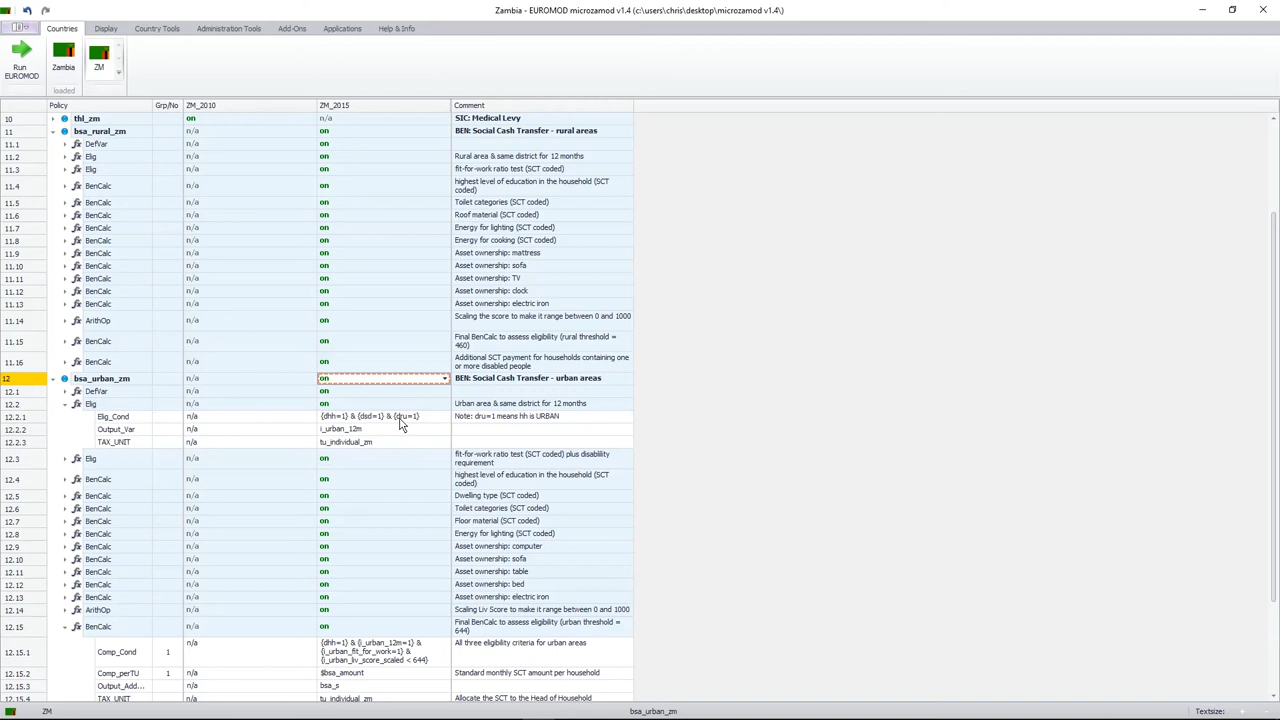 Zambia - EUROMOD microzamod v1.4 (c:\users\chris\desktop\microzamod v1.4\)
Countries Display Country Tools Administration Tools Add-Ons Applications Help & Info
Run EUROMOD
Zambia
ZM
loaded
Policy Grp/No ZM_2010 ZM_2015 Comment
10 thl_zm on n/a SIC: Medical Levy
11 bsa_rural_zm n/a on BEN: Social Cash Transfer - rural areas
11.1 DefVar n/a on
11.2 Elig n/a on Rural area & same district for 12 months
11.3 Elig n/a on fit-for-work ratio test (SCT coded)
11.4 BenCalc n/a on highest level of education in the household (SCT coded)
11.5 BenCalc n/a on Toilet categories (SCT coded)
11.6 BenCalc n/a on Roof material (SCT coded)
11.7 BenCalc n/a on Energy for lighting (SCT coded)
11.8 BenCalc n/a on Energy for cooking (SCT coded)
11.9 BenCalc n/a on Asset ownership: mattress
11.10 BenCalc n/a on Asset ownership: sofa
11.11 BenCalc n/a on Asset ownership: TV
11.12 BenCalc n/a on Asset ownership: clock
11.13 BenCalc n/a on Asset ownership: electric iron
11.14 ArithOp n/a on Scaling the score to make it range between 0 and 1000
11.15 BenCalc n/a on Final BenCalc to assess eligibility (rural threshold = 460)
11.16 BenCalc n/a on Additional SCT payment for households containing one or more disabled people
12 bsa_urban_zm n/a on BEN: Social Cash Transfer - urban areas
12.1 DefVar n/a on
12.2 Elig n/a on Urban area & same district for 12 months
12.2.1 Elig_Cond n/a {dhh=1} & {dsd=1} & {dru=1} Note: dru=1 means hh is URBAN
12.2.2 Output_Var n/a i_urban_12m
12.2.3 TAX_UNIT n/a tu_individual_zm
12.3 Elig n/a on fit-for-work ratio test (SCT coded) plus disablility requirement
12.4 BenCalc n/a on highest level of education in the household (SCT coded)
12.5 BenCalc n/a on Dwelling type (SCT coded)
12.6 BenCalc n/a on Toilet categories (SCT coded)
12.7 BenCalc n/a on Floor material (SCT coded)
12.8 BenCalc n/a on Energy for lighting (SCT coded)
12.9 BenCalc n/a on Asset ownership: computer
12.10 BenCalc n/a on Asset ownership: sofa
12.11 BenCalc n/a on Asset ownership: table
12.12 BenCalc n/a on Asset ownership: bed
12.13 BenCalc n/a on Asset ownership: electric iron
12.14 ArithOp n/a on Scaling Liv Score to make it range between 0 and 1000
12.15 BenCalc n/a on Final BenCalc to assess eligibility (urban threshold = 644)
12.15.1 Comp_Cond 1 n/a {dhh=1} & {i_urban_12m=1} & {i_urban_fit_for_work=1} & {i_urban_liv_score_scaled < 644} All three eligibility criteria for urban areas
12.15.2 Comp_perTU 1 n/a $bsa_amount Standard monthly SCT amount per household
12.15.3 Output_Add... n/a bsa_s
12.15.4 TAX_UNIT n/a tu_individual_zm Allocate the SCT to the Head of Household
ZM bsa_urban_zm Textsize: